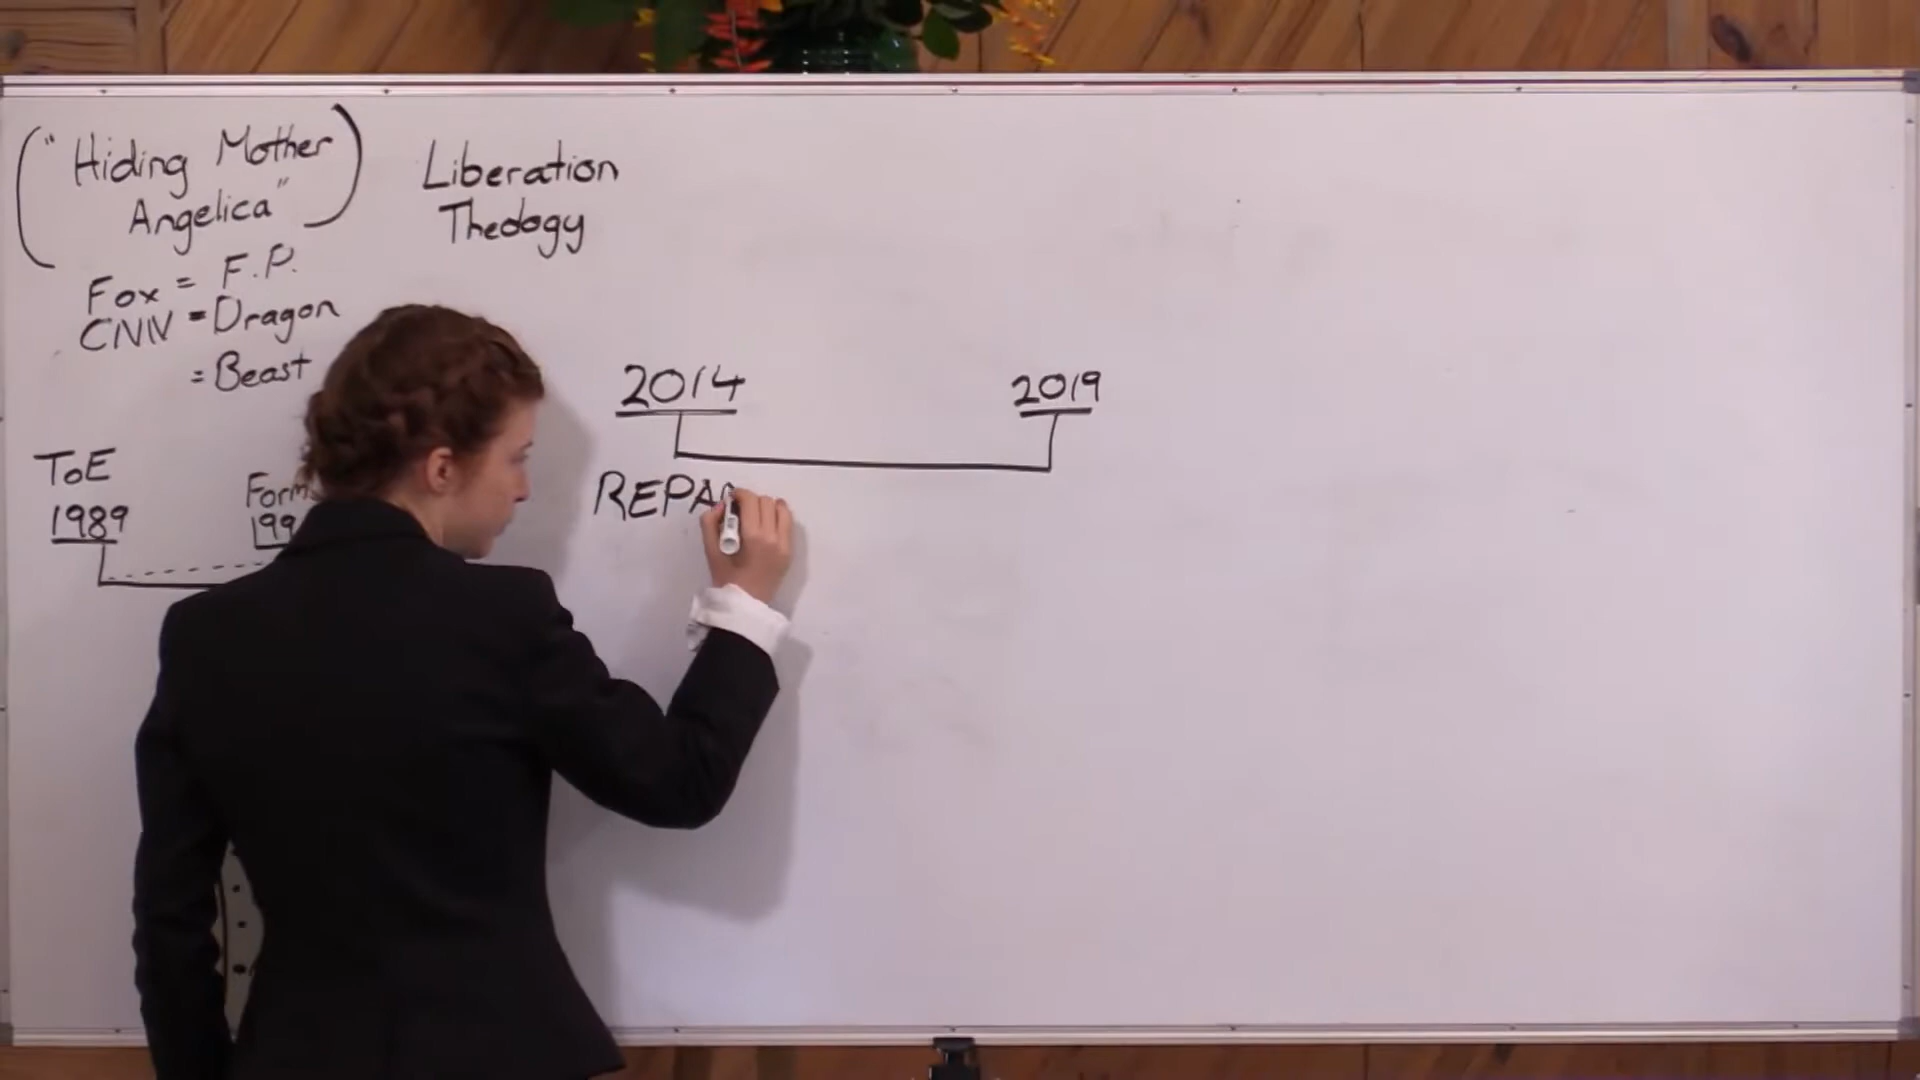 ("Hiding Mother
Angelica")
Liberation
Theology
Fox = F.P.
CNN = Dragon
= Beast
2014
2019
ToE
1989
REPA